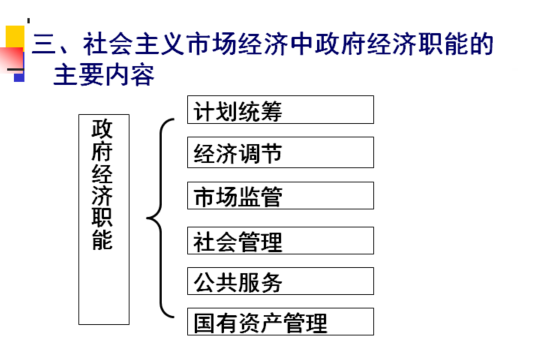 三、社会主义市场经济中政府经济职能的
主要内容
政府经济职能
计划统筹
经济调节
市场监管
社会管理
公共服务
国有资产管理